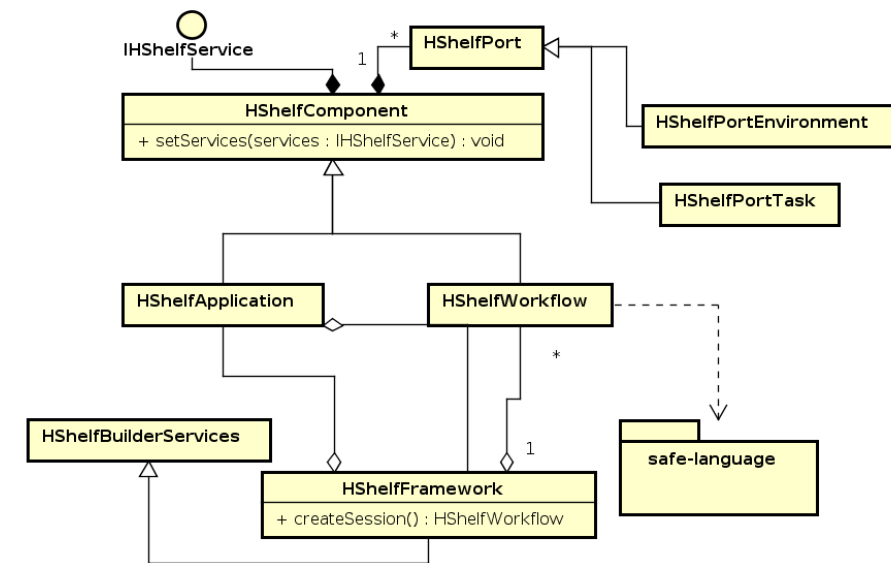 *
HShelfPort
IHShelfService
1
HShelfComponent
+ setServices(services : IHShelfService) : void
HShelfPortEnvironment
HShelfPortTask
HShelfApplication
HShelfWorkflow
*
HShelfBuilderServices
1
safe-language
HShelfFramework
+ createSession() : HShelfWorkflow